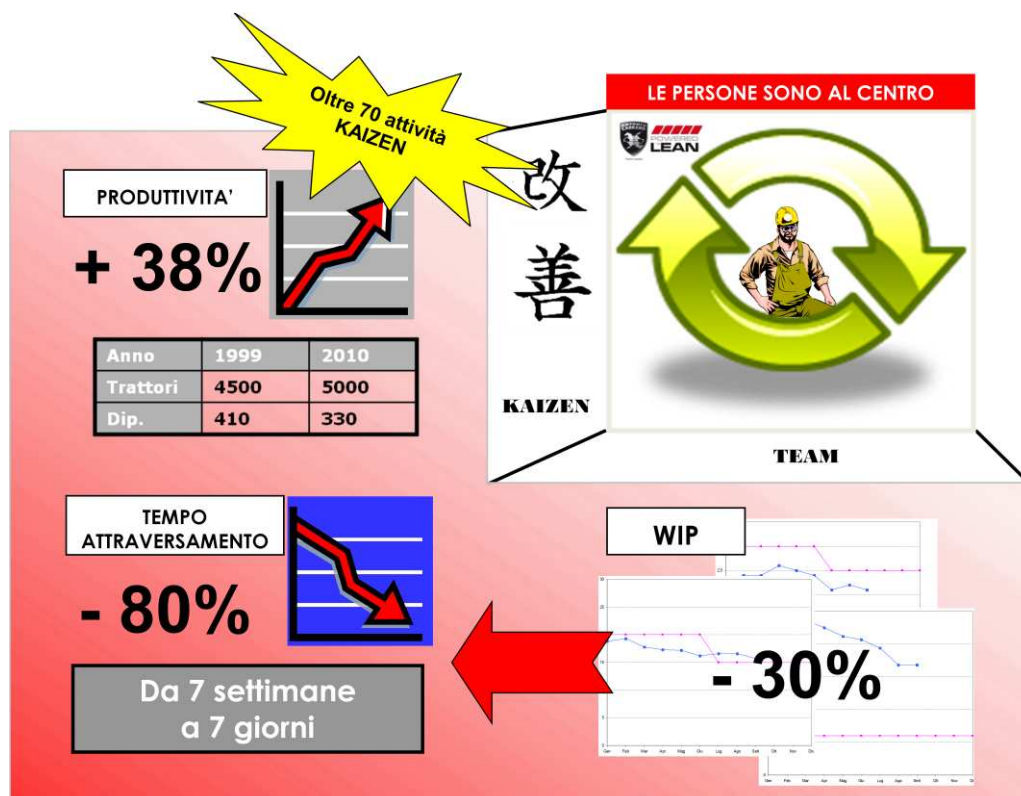 Oltre 70 attività
KAIZEN
LE PERSONE SONO AL CENTRO
POWERED
LEAN
改
善
KAIZEN
TEAM
PRODUTTIVITA’
+ 38%
Anno 1999 2010
Trattori 4500 5000
Dip. 410 330
TEMPO
ATTRAVERSAMENTO
- 80%
Da 7 settimane
a 7 giorni
WIP
- 30%